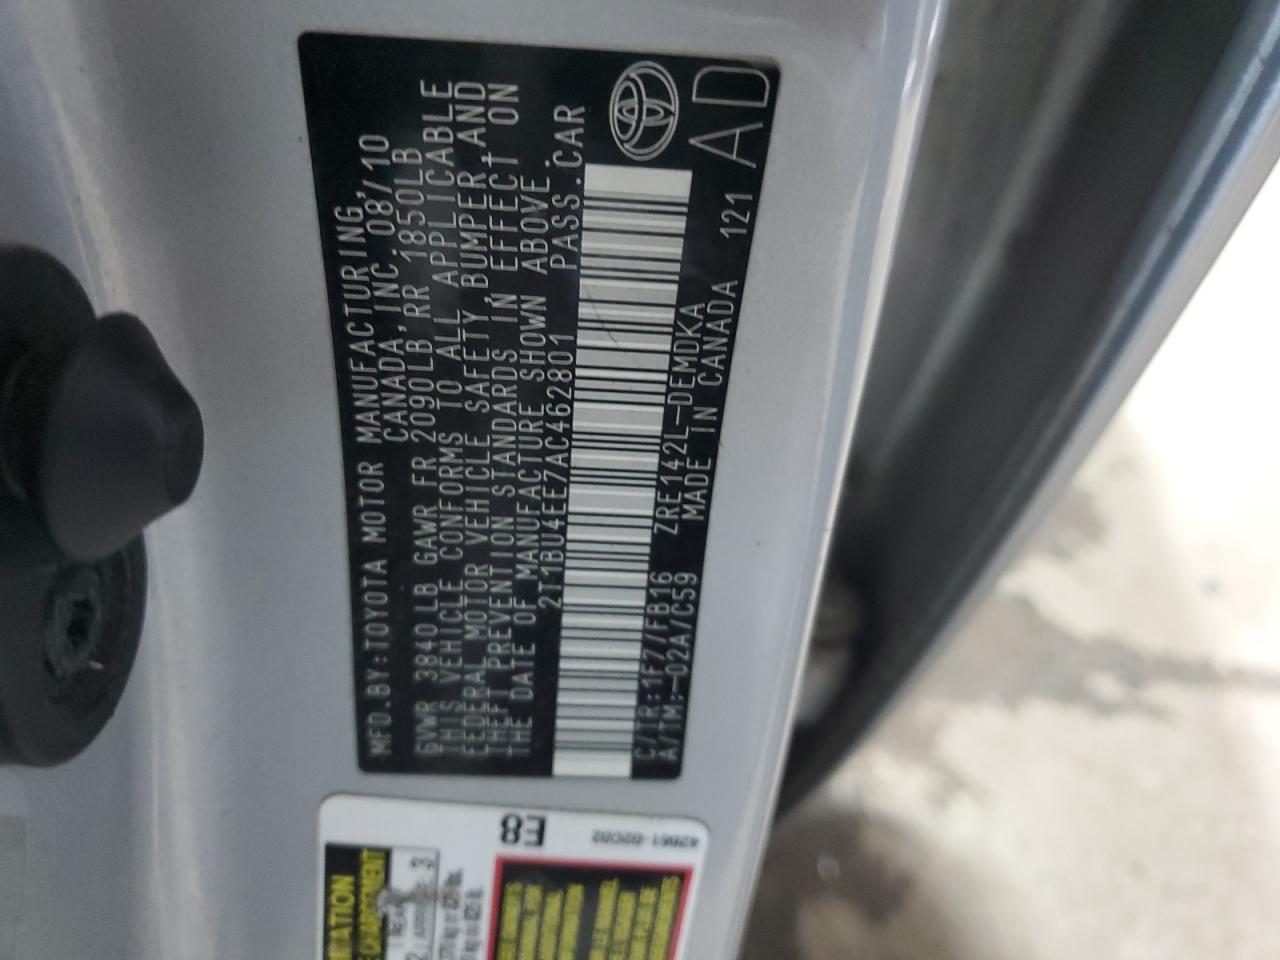 MFD.BY:TOYOTA MOTOR MANUFACTURING,
CANADA, INC. 08/10
GVWR 3840LB GAWR FR 2090LB RR 1850LB
THIS VEHICLE CONFORMS TO ALL APPLICABLE
FEDERAL MOTOR VEHICLE SAFETY, BUMPER, AND
THEFT PREVENTION STANDARDS IN EFFECT ON
THE DATE OF MANUFACTURE SHOWN ABOVE.
2T1BU4EE7AC462801 PASS.CAR
C/TR:1F7/FB16 ZRE142L-DEMDKA
A/TM:-02A/C59 MADE IN CANADA 121
AD
E8
42661-02C02